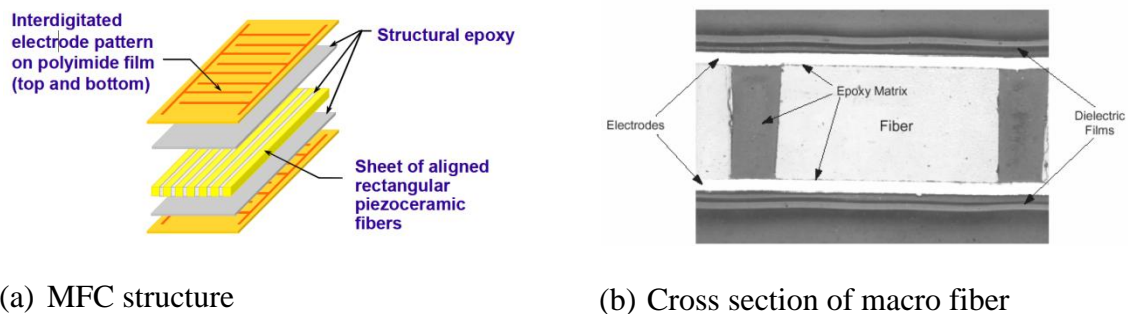 Interdigitated
electrode pattern
on polyimide film
(top and bottom)
Structural epoxy
Sheet of aligned
rectangular
piezoceramic
fibers
Electrodes
Epoxy Matrix
Fiber
Dielectric
Films
(a) MFC structure
(b) Cross section of macro fiber